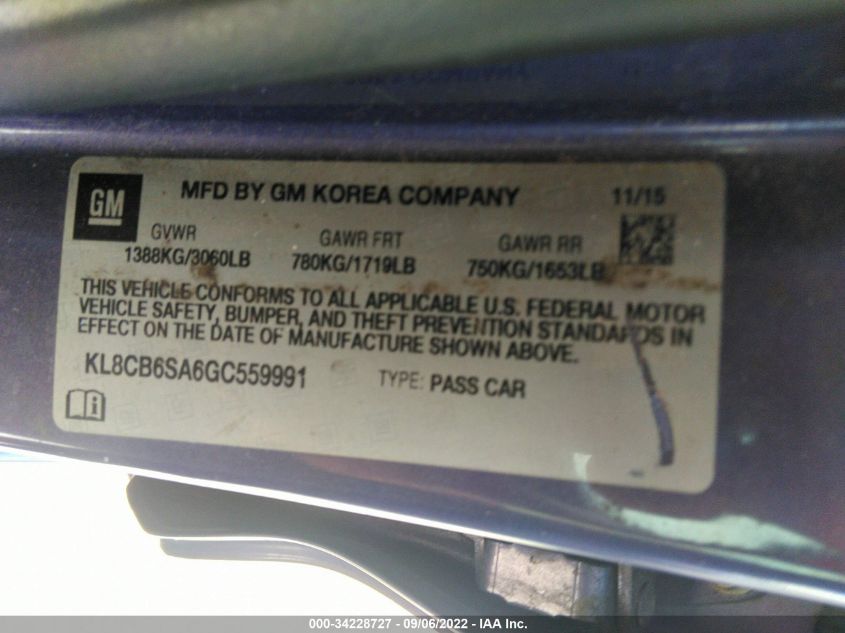 GM
MFD BY GM KOREA COMPANY
11/15
GVWR
GAWR FRT
GAWR RR
1388KG/3060LB
780KG/1719LB
750KG/1653LB
THIS VEHICLE CONFORMS TO ALL APPLICABLE U.S. FEDERAL MOTOR
VEHICLE SAFETY, BUMPER, AND THEFT PREVENTION STANDARDS IN
EFFECT ON THE DATE OF MANUFACTURE SHOWN ABOVE.
KL8CB6SA6GC559991
TYPE: PASS CAR
000-34228727 - 09/06/2022 - IAA Inc.